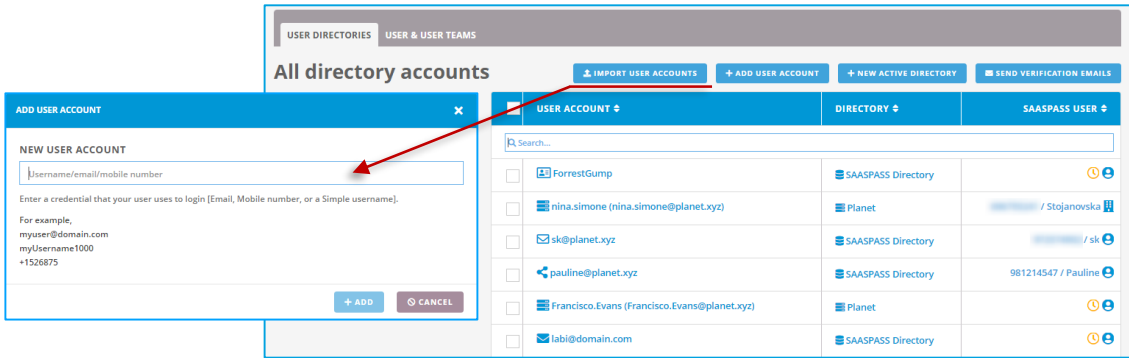 USER DIRECTORIES USER & USER TEAMS
All directory accounts
IMPORT USER ACCOUNTS + ADD USER ACCOUNT + NEW ACTIVE DIRECTORY SEND VERIFICATION EMAILS
USER ACCOUNT DIRECTORY SAASPASS USER
Search...
ForrestGump SAASPASS Directory
nina.simone (nina.simone@planet.xyz) Planet / Stojanovska
sk@planet.xyz SAASPASS Directory / sk
pauline@planet.xyz SAASPASS Directory 981214547 / Pauline
Francisco.Evans (Francisco.Evans@planet.xyz) Planet
labi@domain.com SAASPASS Directory
ADD USER ACCOUNT
NEW USER ACCOUNT
Username/email/mobile number
Enter a credential that your user uses to login [Email, Mobile number, or a Simple username].
For example,
myuser@domain.com
myUsername1000
+1526875
+ ADD CANCEL